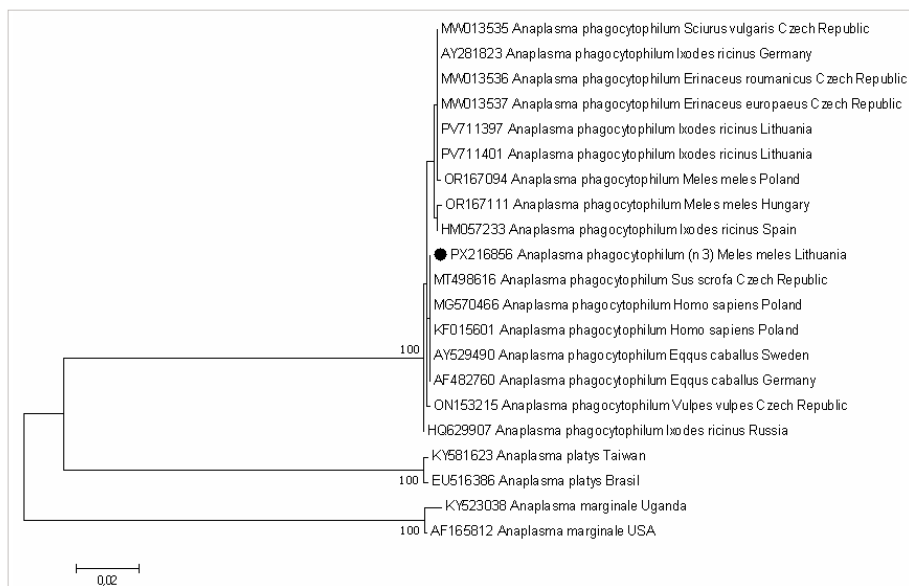 MW013535 Anaplasma phagocytophilum Sciurus vulgaris Czech Republic
AY281823 Anaplasma phagocytophilum Ixodes ricinus Germany
MW013536 Anaplasma phagocytophilum Erinaceus roumanicus Czech Republic
MW013537 Anaplasma phagocytophilum Erinaceus europaeus Czech Republic
PV711397 Anaplasma phagocytophilum Ixodes ricinus Lithuania
PV711401 Anaplasma phagocytophilum Ixodes ricinus Lithuania
OR167094 Anaplasma phagocytophilum Meles meles Poland
OR167111 Anaplasma phagocytophilum Meles meles Hungary
HM057233 Anaplasma phagocytophilum Ixodes ricinus Spain
PX216856 Anaplasma phagocytophilum (n 3) Meles meles Lithuania
MT498616 Anaplasma phagocytophilum Sus scrofa Czech Republic
MG570466 Anaplasma phagocytophilum Homo sapiens Poland
KF015601 Anaplasma phagocytophilum Homo sapiens Poland
100 AY529490 Anaplasma phagocytophilum Eqqus caballus Sweden
AF482760 Anaplasma phagocytophilum Eqqus caballus Germany
ON153215 Anaplasma phagocytophilum Vulpes vulpes Czech Republic
HQ629907 Anaplasma phagocytophilum Ixodes ricinus Russia
KY581623 Anaplasma platys Taiwan
100 EU516386 Anaplasma platys Brasil
KY523038 Anaplasma marginale Uganda
100 AF165812 Anaplasma marginale USA
0,02